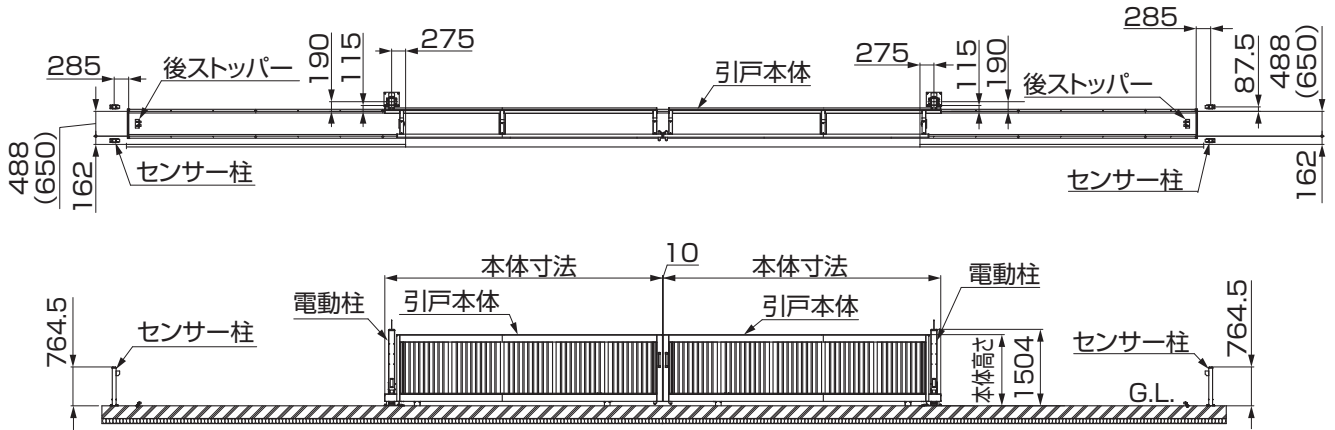 285
後ストッパー
190
115
275
引戸本体
275
115
190
後ストッパー
285
87.5
488
(650)
488
(650)
162
センサー柱
センサー柱
162
本体寸法
10
本体寸法
電動柱
引戸本体
引戸本体
電動柱
764.5
センサー柱
本体高さ
1504
センサー柱
764.5
G.L.